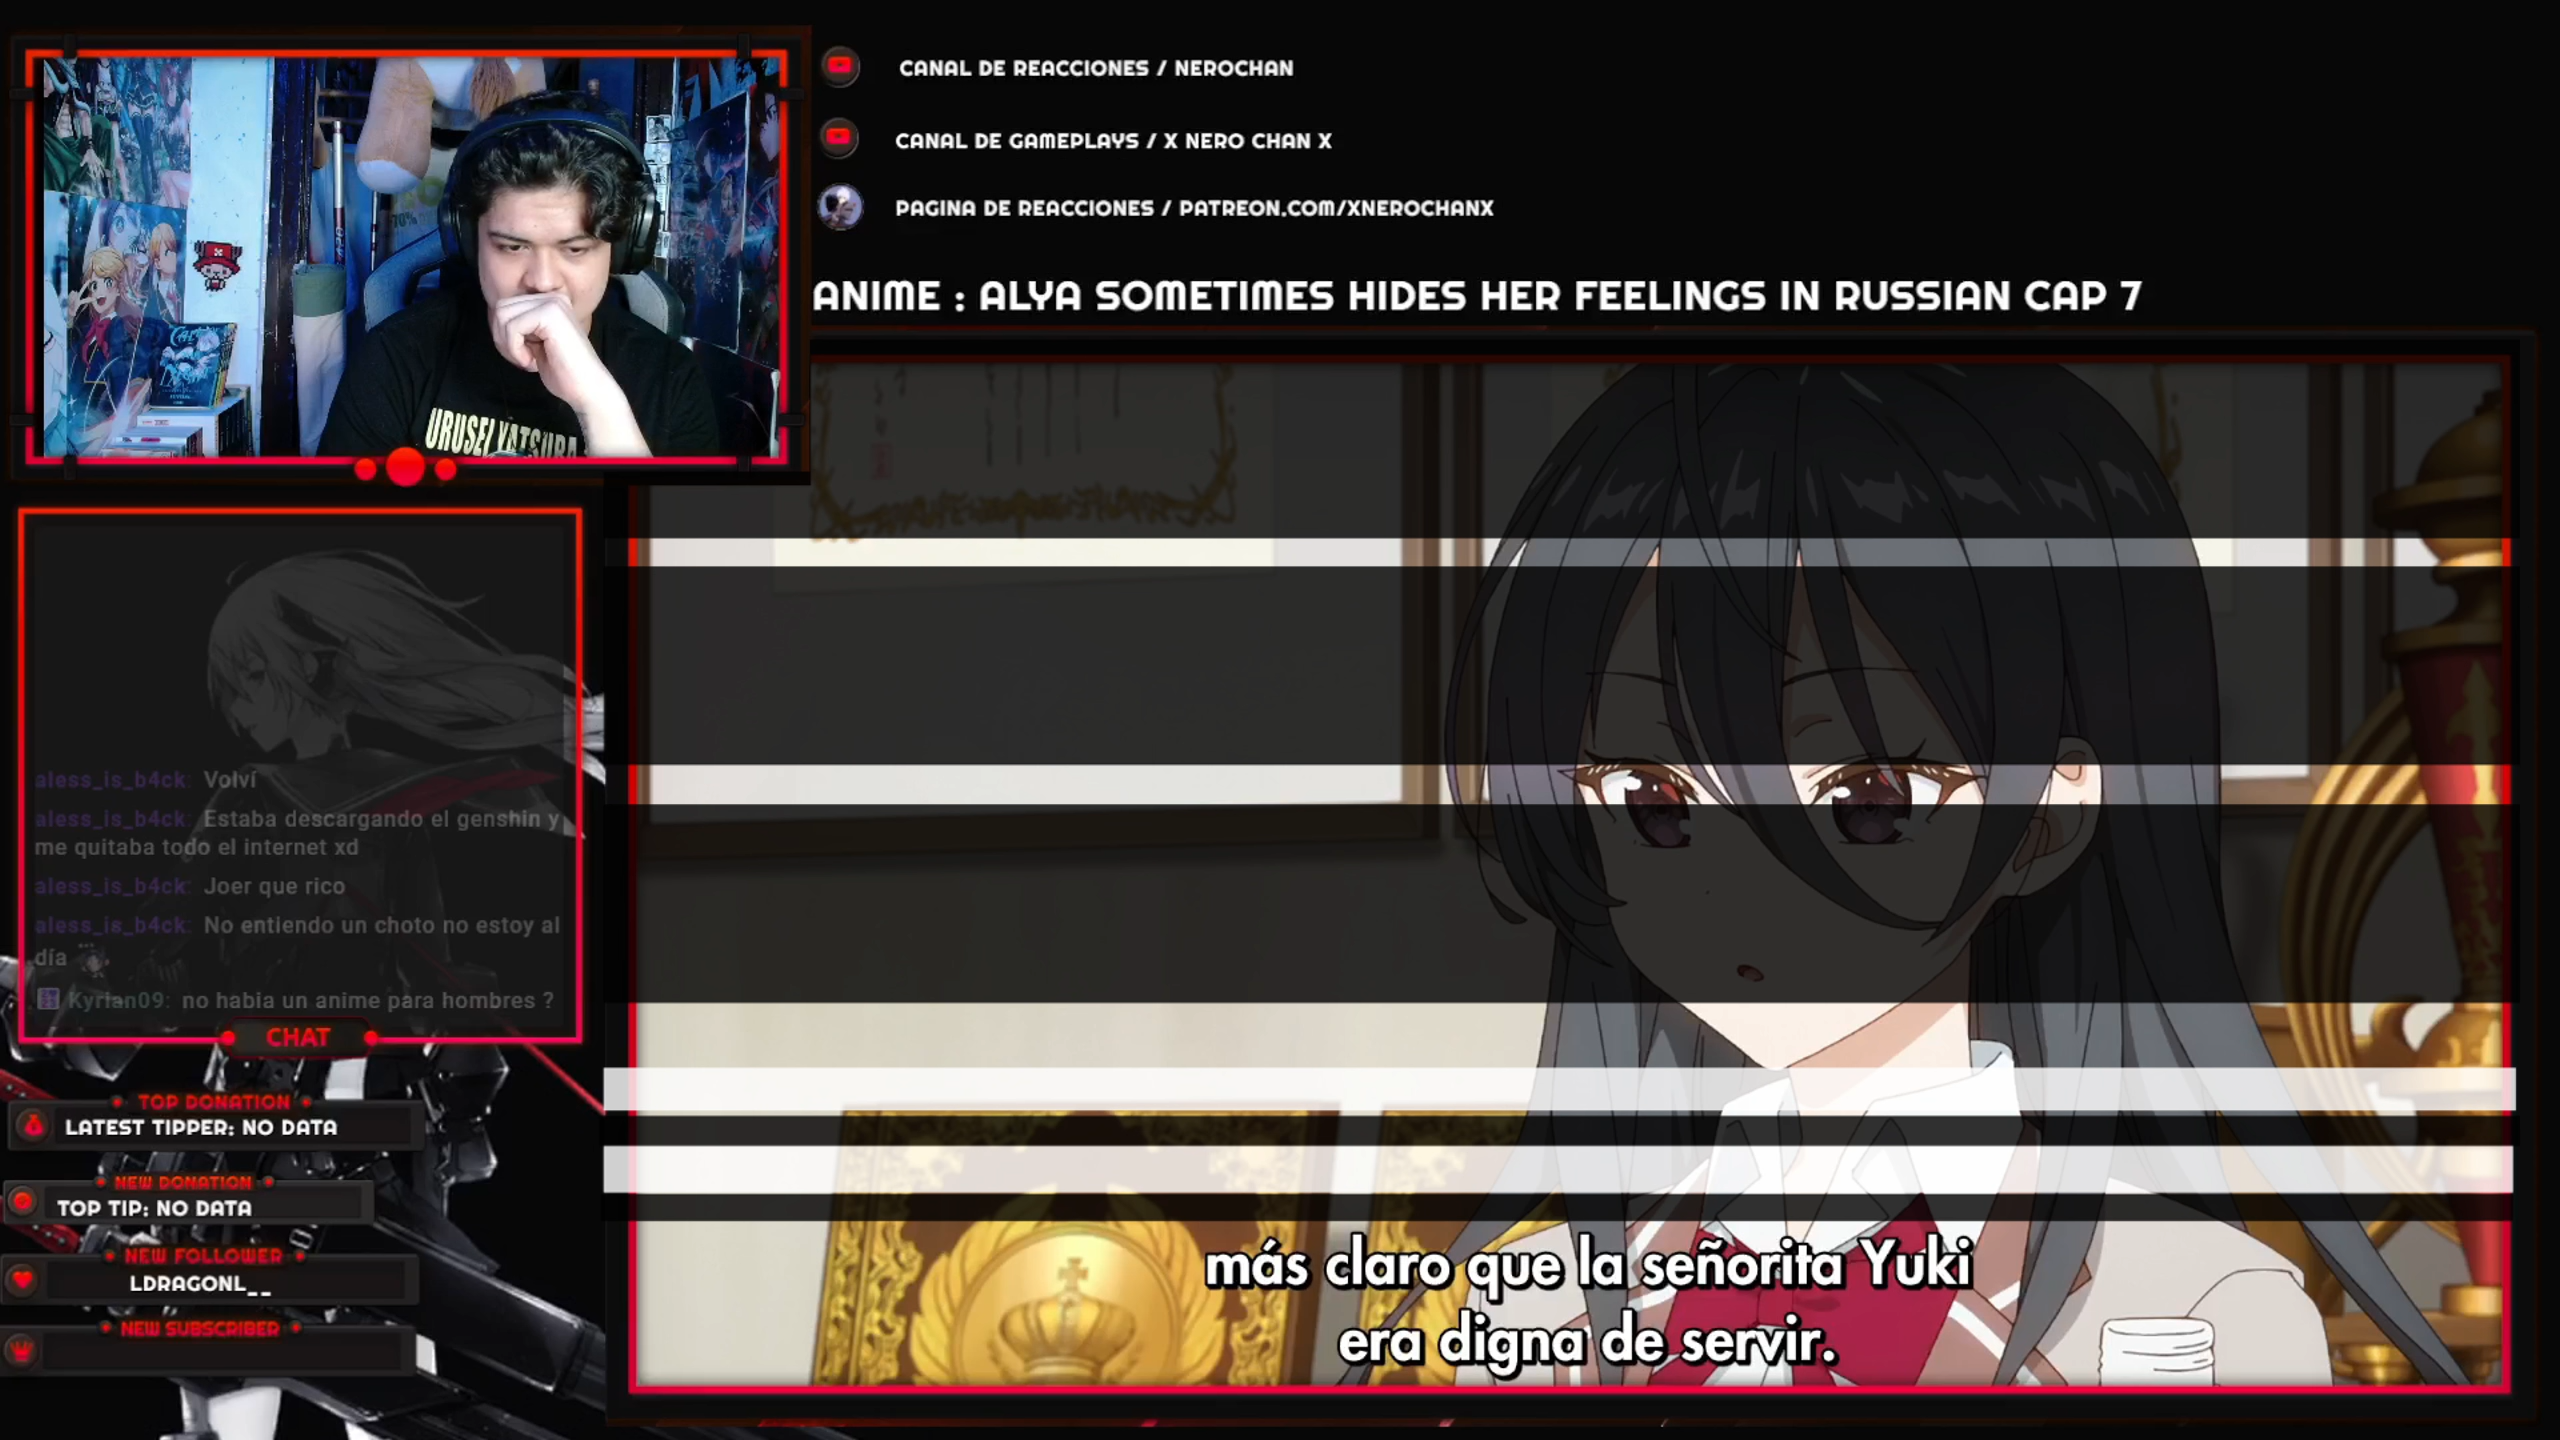 CANAL DE REACCIONES / NEROCHAN
CANAL DE GAMEPLAYS / X NERO CHAN X
PAGINA DE REACCIONES / PATREON.COM/XNEROCHANX
ANIME : ALYA SOMETIMES HIDES HER FEELINGS IN RUSSIAN CAP 7
URUSEI YATSURA
aless_is_b4ck: Volví
aless_is_b4ck: Estaba descargando el genshin y
me quitaba todo el internet xd
aless_is_b4ck: Joer que rico
aless_is_b4ck: No entiendo un choto no estoy al
día
Kyrian09: no habia un anime para hombres ?
CHAT
TOP DONATION
LATEST TIPPER: NO DATA
NEW DONATION
TOP TIP: NO DATA
NEW FOLLOWER
LDRAGONL__
NEW SUBSCRIBER
más claro que la señorita Yuki
era digna de servir.